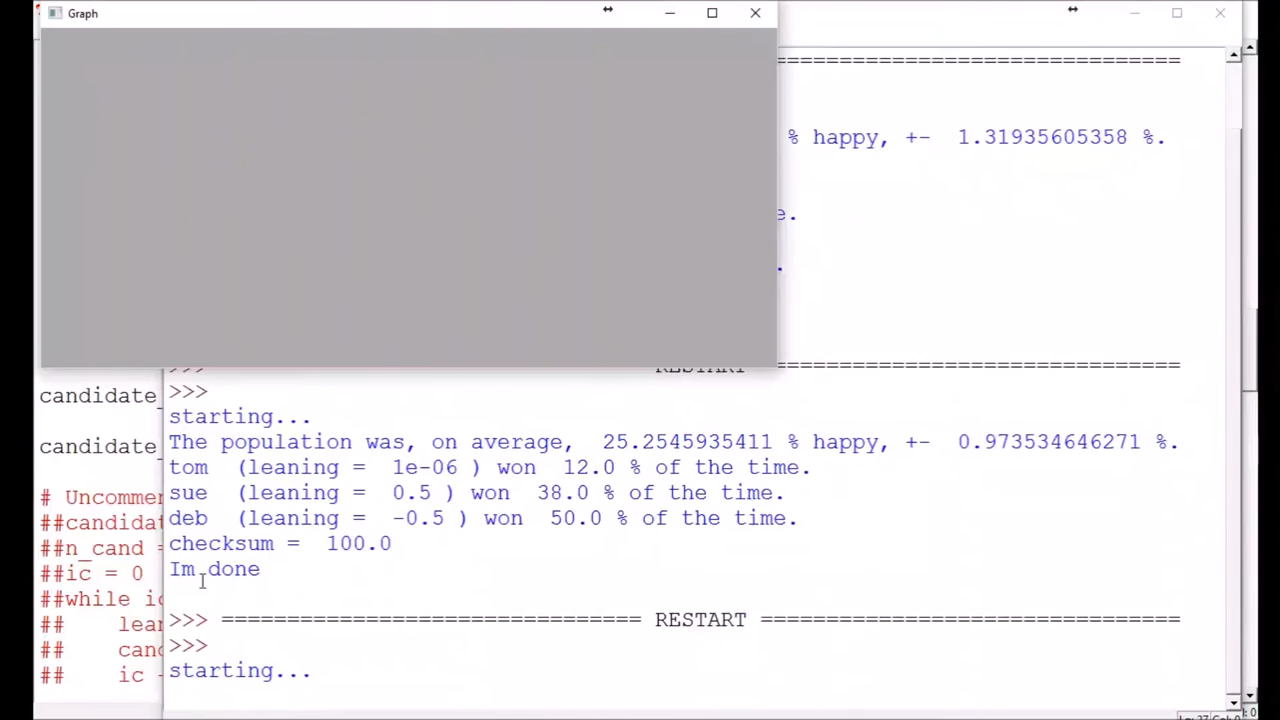 Graph
============================
% happy, +-  1.31935605358 %.
e.
.
>>> RESTART ============================
candidate_
>>>
starting...
The population was, on average,  25.2545935411 % happy, +-  0.973534646271 %.
candidate_
tom  (leaning =  1e-06 ) won  12.0 % of the time.
sue  (leaning =  0.5 ) won  38.0 % of the time.
# Uncomme
deb  (leaning =  -0.5 ) won  50.0 % of the time.
##candidat
checksum =  100.0
##n_cand =
Im done
##ic = 0
##while ic
>>> ================================ RESTART ================================
##    lean
>>>
##    cand
starting...
##    ic